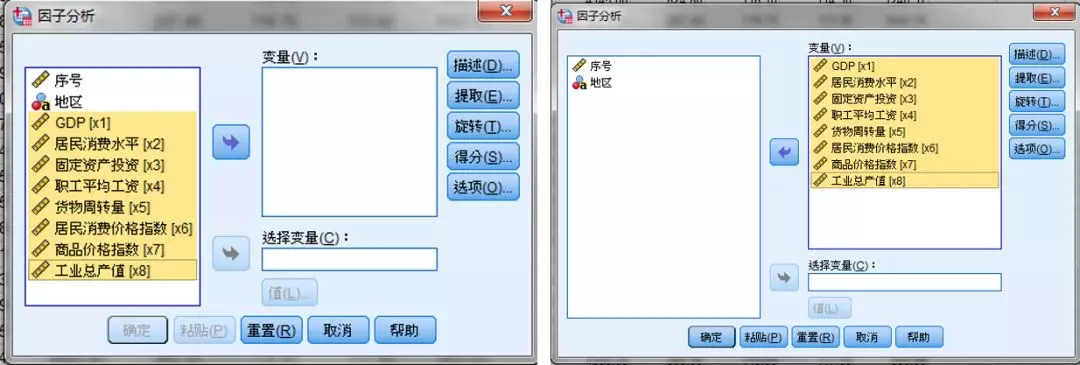 因子分析
序号
地区
GDP [x1]
居民消费水平 [x2]
固定资产投资 [x3]
职工平均工资 [x4]
货物周转量 [x5]
居民消费价格指数 [x6]
商品价格指数 [x7]
工业总产值 [x8]
变量(V)：
选择变量(C)：
值(L)...
描述(D)...
提取(E)...
旋转(T)...
得分(S)...
选项(O)...
确定
粘贴(P)
重置(R)
取消
帮助
因子分析
序号
地区
变量(V)：
GDP [x1]
居民消费水平 [x2]
固定资产投资 [x3]
职工平均工资 [x4]
货物周转量 [x5]
居民消费价格指数 [x6]
商品价格指数 [x7]
工业总产值 [x8]
选择变量(C)：
值(L)...
描述(D)...
提取(E)...
旋转(T)...
得分(S)...
选项(O)...
确定
粘贴(P)
重置(R)
取消
帮助